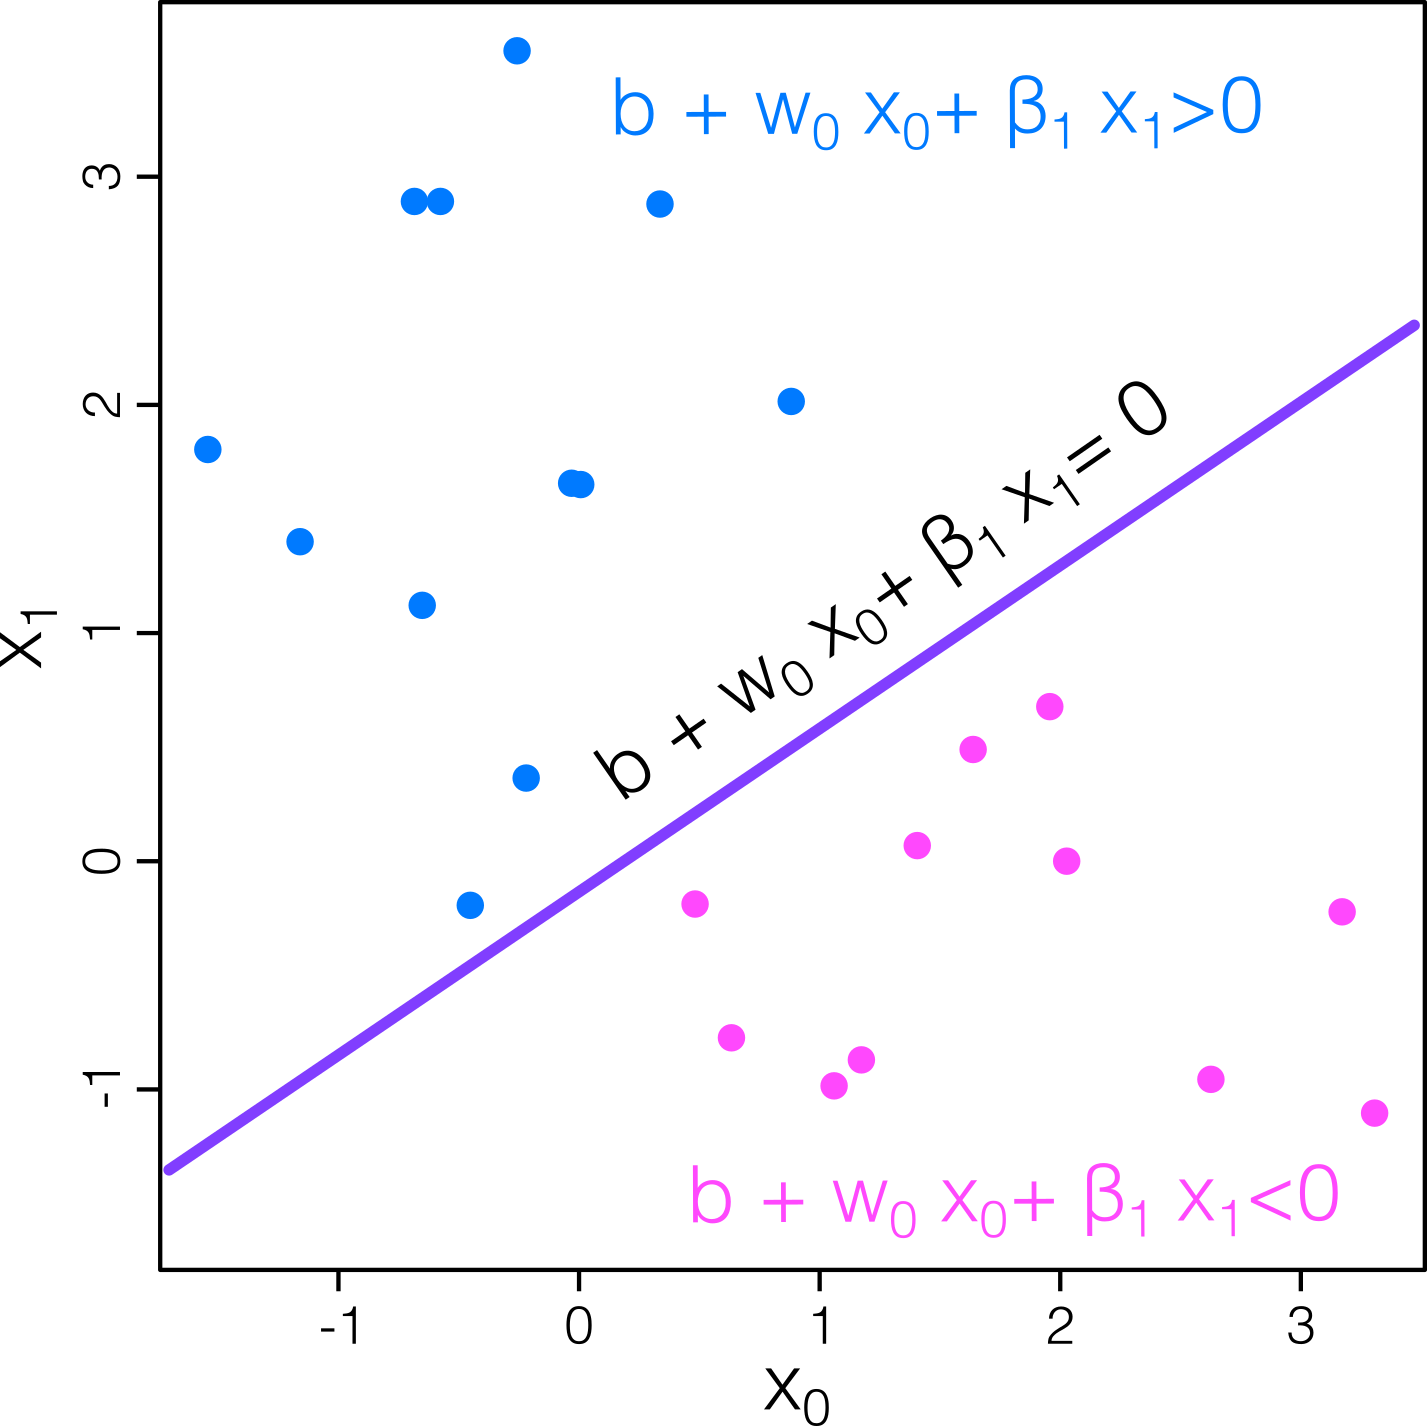 b + w₀ x₀+ β₁ x₁>0
3
2
1
0
-1
x₁
b + w₀ x₀+ β₁ x₁= 0
b + w₀ x₀+ β₁ x₁<0
-1 0 1 2 3
x₀